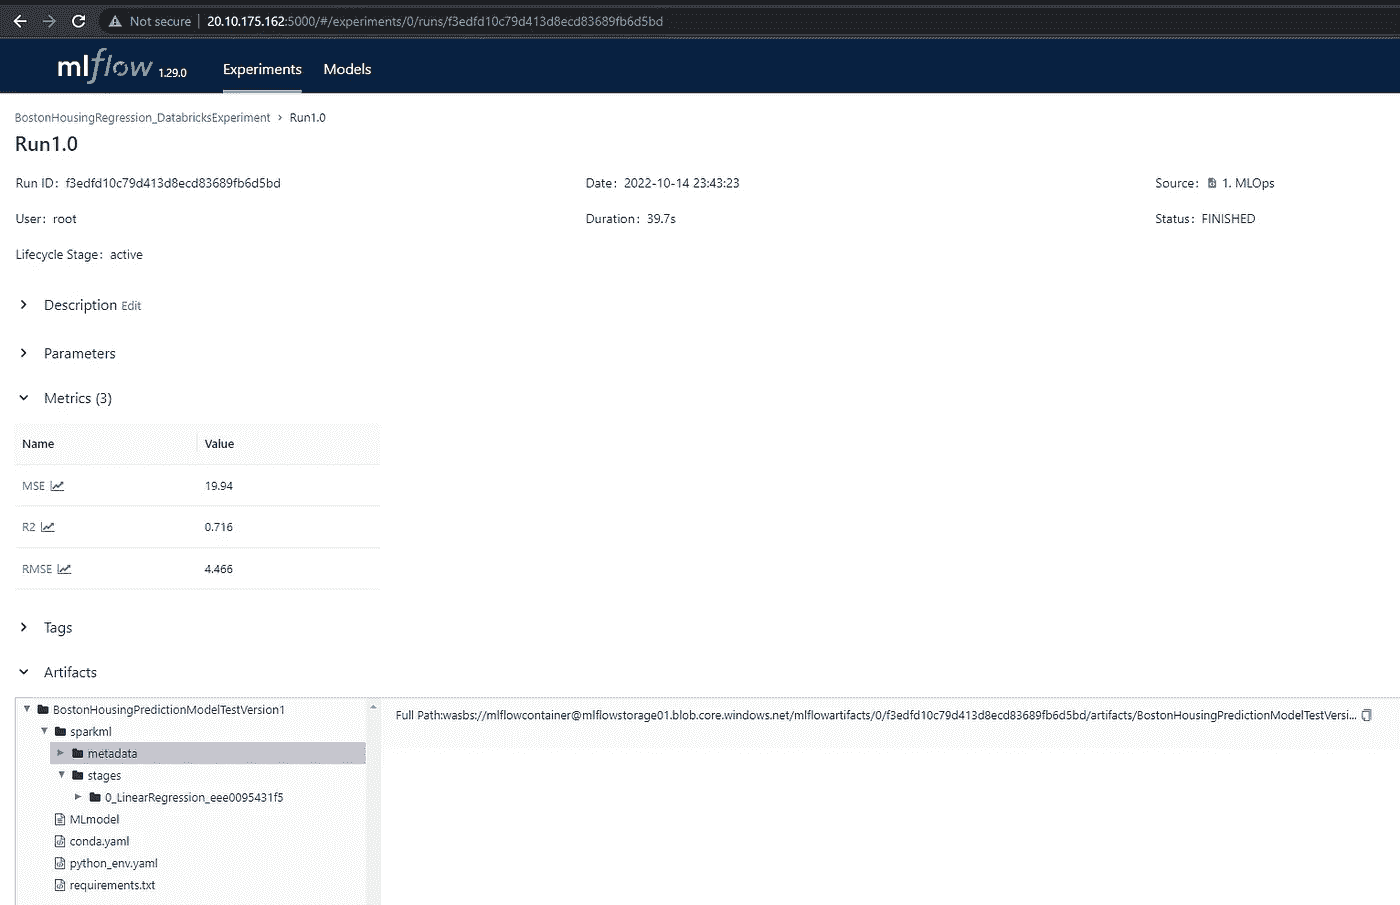 Not secure | 20.10.175.162:5000/#/experiments/0/runs/f3edfd10c79d413d8ecd83689fb6d5bd
mlflow 1.29.0 Experiments Models
BostonHousingRegression_DatabricksExperiment › Run1.0
Run1.0
Run ID: f3edfd10c79d413d8ecd83689fb6d5bd Date: 2022-10-14 23:43:23 Source: 1. MLOps
User: root Duration: 39.7s Status: FINISHED
Lifecycle Stage: active
Description Edit
Parameters
Metrics (3)
Name Value
MSE 19.94
R2 0.716
RMSE 4.466
Tags
Artifacts
BostonHousingPredictionModelTestVersion1
Full Path:wasbs://mlflowcontainer@mlflowstorage01.blob.core.windows.net/mlflowartifacts/0/f3edfd10c79d413d8ecd83689fb6d5bd/artifacts/BostonHousingPredictionModelTestVersi...
sparkml
metadata
stages
0_LinearRegression_eee0095431f5
MLmodel
conda.yaml
python_env.yaml
requirements.txt